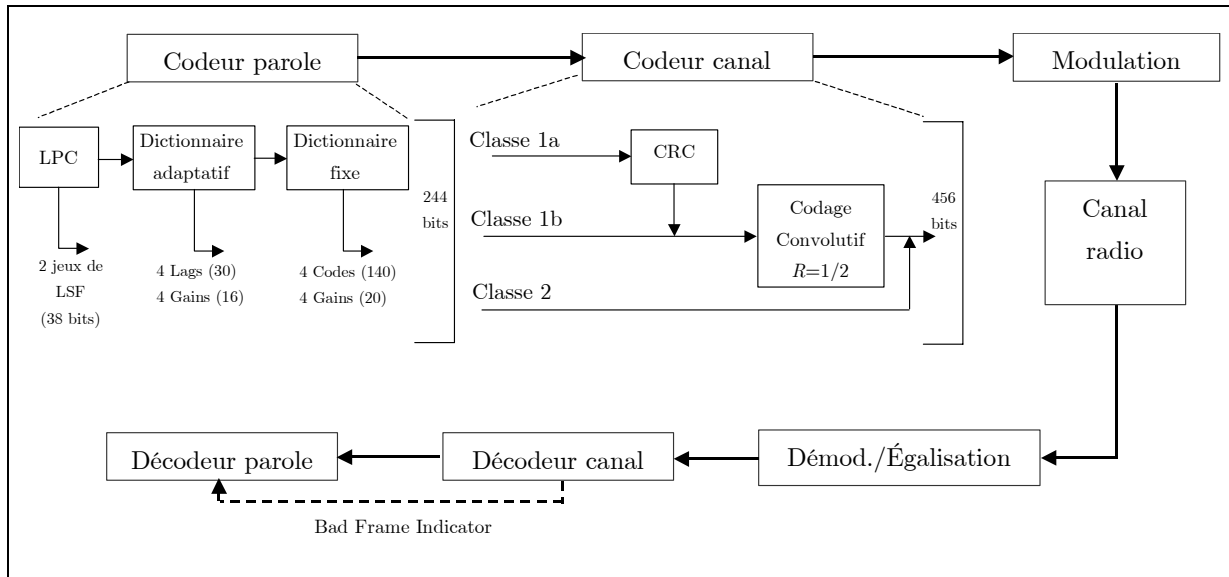 Codeur parole
Codeur canal
Modulation
LPC
Dictionnaire
adaptatif
Dictionnaire
fixe
2 jeux de
LSF
(38 bits)
4 Lags (30)
4 Gains (16)
4 Codes (140)
4 Gains (20)
244
bits
Classe 1a
CRC
Classe 1b
Codage
Convolutif
R=1/2
Classe 2
456
bits
Canal
radio
Décodeur parole
Décodeur canal
Démod./Égalisation
Bad Frame Indicator